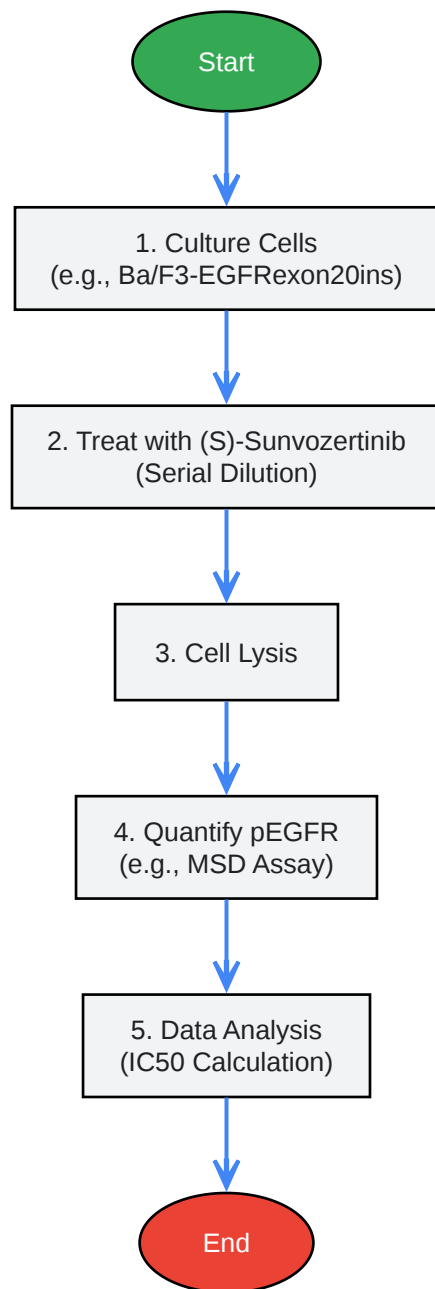 Start
1. Culture Cells
(e.g., Ba/F3-EGFRexon20ins)
2. Treat with (S)-Sunvozertinib
(Serial Dilution)
3. Cell Lysis
4. Quantify pEGFR
(e.g., MSD Assay)
5. Data Analysis
(IC50 Calculation)
End